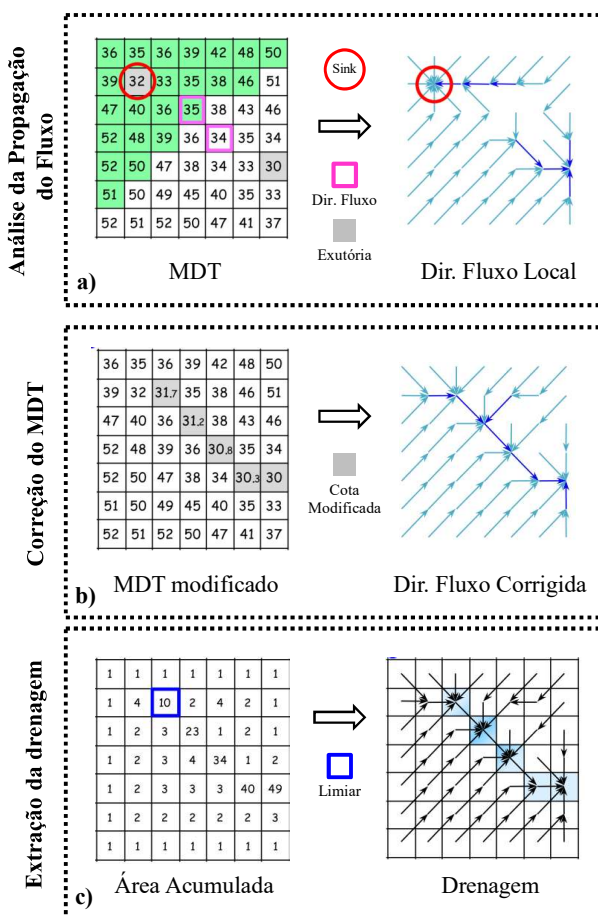 Análise da Propagação
do Fluxo
36 35 36 39 42 48 50
39 32 33 35 38 46 51
47 40 36 35 38 43 46
52 48 39 36 34 35 34
52 50 47 38 34 33 30
51 50 49 45 40 35 33
52 51 52 50 47 41 37
Sink
Dir. Fluxo
Exutória
a)
MDT
Dir. Fluxo Local
Correção do MDT
36 35 36 39 42 48 50
39 32 31,7 35 38 46 51
47 40 36 31,2 38 43 46
52 48 39 36 30,8 35 34
52 50 47 38 34 30,3 30
51 50 49 45 40 35 33
52 51 52 50 47 41 37
Cota
Modificada
b)
MDT modificado
Dir. Fluxo Corrigida
Extração da drenagem
1 1 1 1 1 1 1
1 4 10 2 4 2 1
1 2 3 23 1 2 1
1 2 3 4 34 1 2
1 2 3 3 3 40 49
1 2 2 2 2 2 3
1 1 1 1 1 1 1
Limiar
c)
Área Acumulada
Drenagem